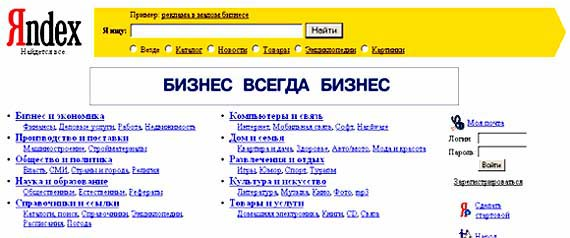 Яndex
Найдется все
Пример: реклама в малом бизнесе
Я ищу:
Найти
Везде Каталог Новости Товары Энциклопедии Картинки
БИЗНЕС ВСЕГДА БИЗНЕС
Бизнес и экономика
Финансы, Деловые услуги, Работа, Недвижимость
Производство и поставки
Машиностроение, Стройматериалы
Общество и политика
Власть, СМИ, Страны и города, Религия
Наука и образование
Общественные, Естественные, Рефераты
Справочники и ссылки
Каталоги, поиск, Справочники, Энциклопедии,
Расписания, Погода
Компьютеры и связь
Интернет, Мобильная связь, Софт, Hardware
Дом и семья
Квартира и дача, Здоровье, Авто/мото, Мода и красота
Развлечения и отдых
Игры, Юмор, Спорт, Туризм
Культура и искусство
Литература, Музыка, Кино, Фото, mp3
Товары и услуги
Домашняя электроника, Книги, CD, Связь
Моя почта
Логин
Пароль
Войти
Зарегистрироваться
Сделать
стартовой
Народ